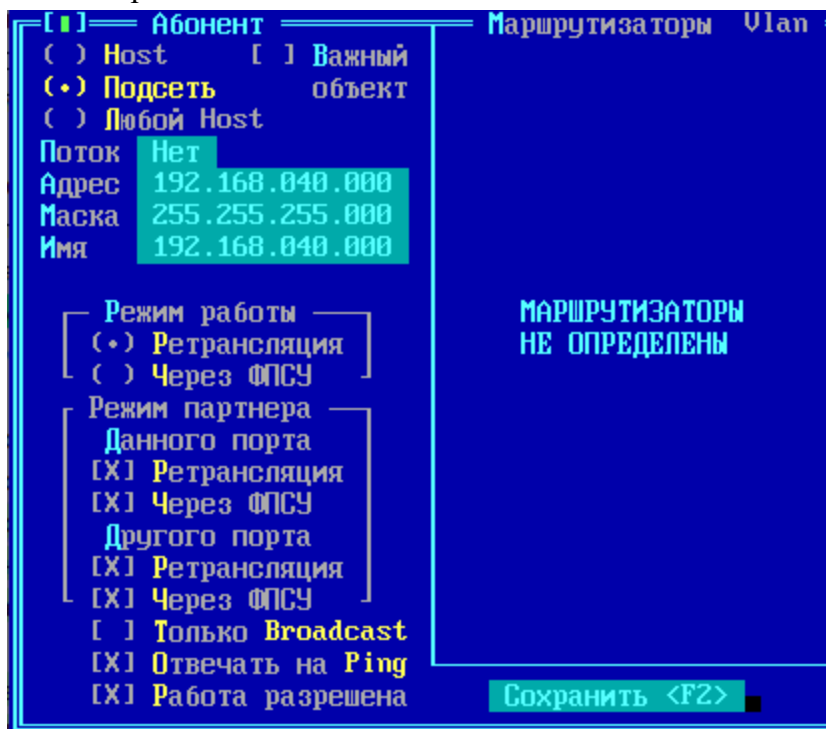 [■] Абонент
Маршрутизаторы Vlan
( ) Host [ ] Важный
(•) Подсеть объект
( ) Любой Host
Поток Нет
Адрес 192.168.040.000
Маска 255.255.255.000
Имя 192.168.040.000
МАРШРУТИЗАТОРЫ
НЕ ОПРЕДЕЛЕНЫ
Режим работы
(•) Ретрансляция
( ) Через ФПСУ
Режим партнера
Данного порта
[X] Ретрансляция
[X] Через ФПСУ
Другого порта
[X] Ретрансляция
[X] Через ФПСУ
[ ] Только Broadcast
[X] Отвечать на Ping
[X] Работа разрешена
Сохранить <F2>